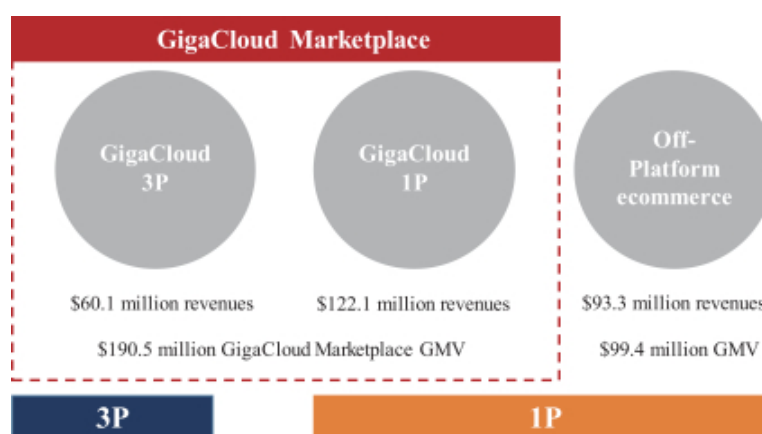 GigaCloud Marketplace
GigaCloud
3P
GigaCloud
1P
Off-
Platform
ecommerce
$60.1 million revenues
$122.1 million revenues
$93.3 million revenues
$190.5 million GigaCloud Marketplace GMV
$99.4 million GMV
3P
1P